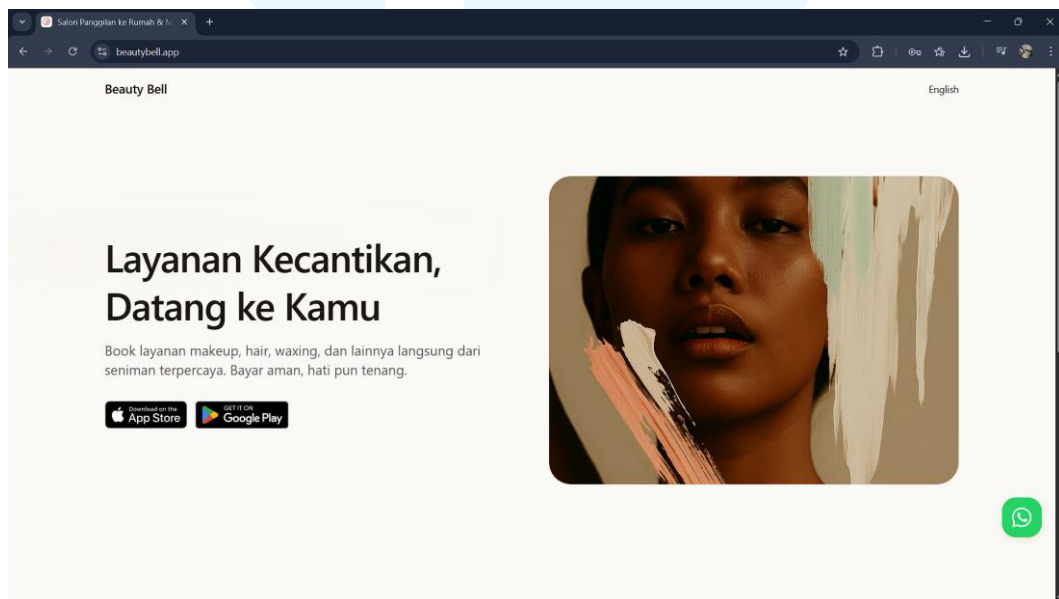 Salon Panggilan ke Rumah & M
beautybell.app
Beauty Bell
English
Layanan Kecantikan,
Datang ke Kamu
Book layanan makeup, hair, waxing, dan lainnya langsung dari
seniman terpercaya. Bayar aman, hati pun tenang.
Download on the
App Store
GET IT ON
Google Play